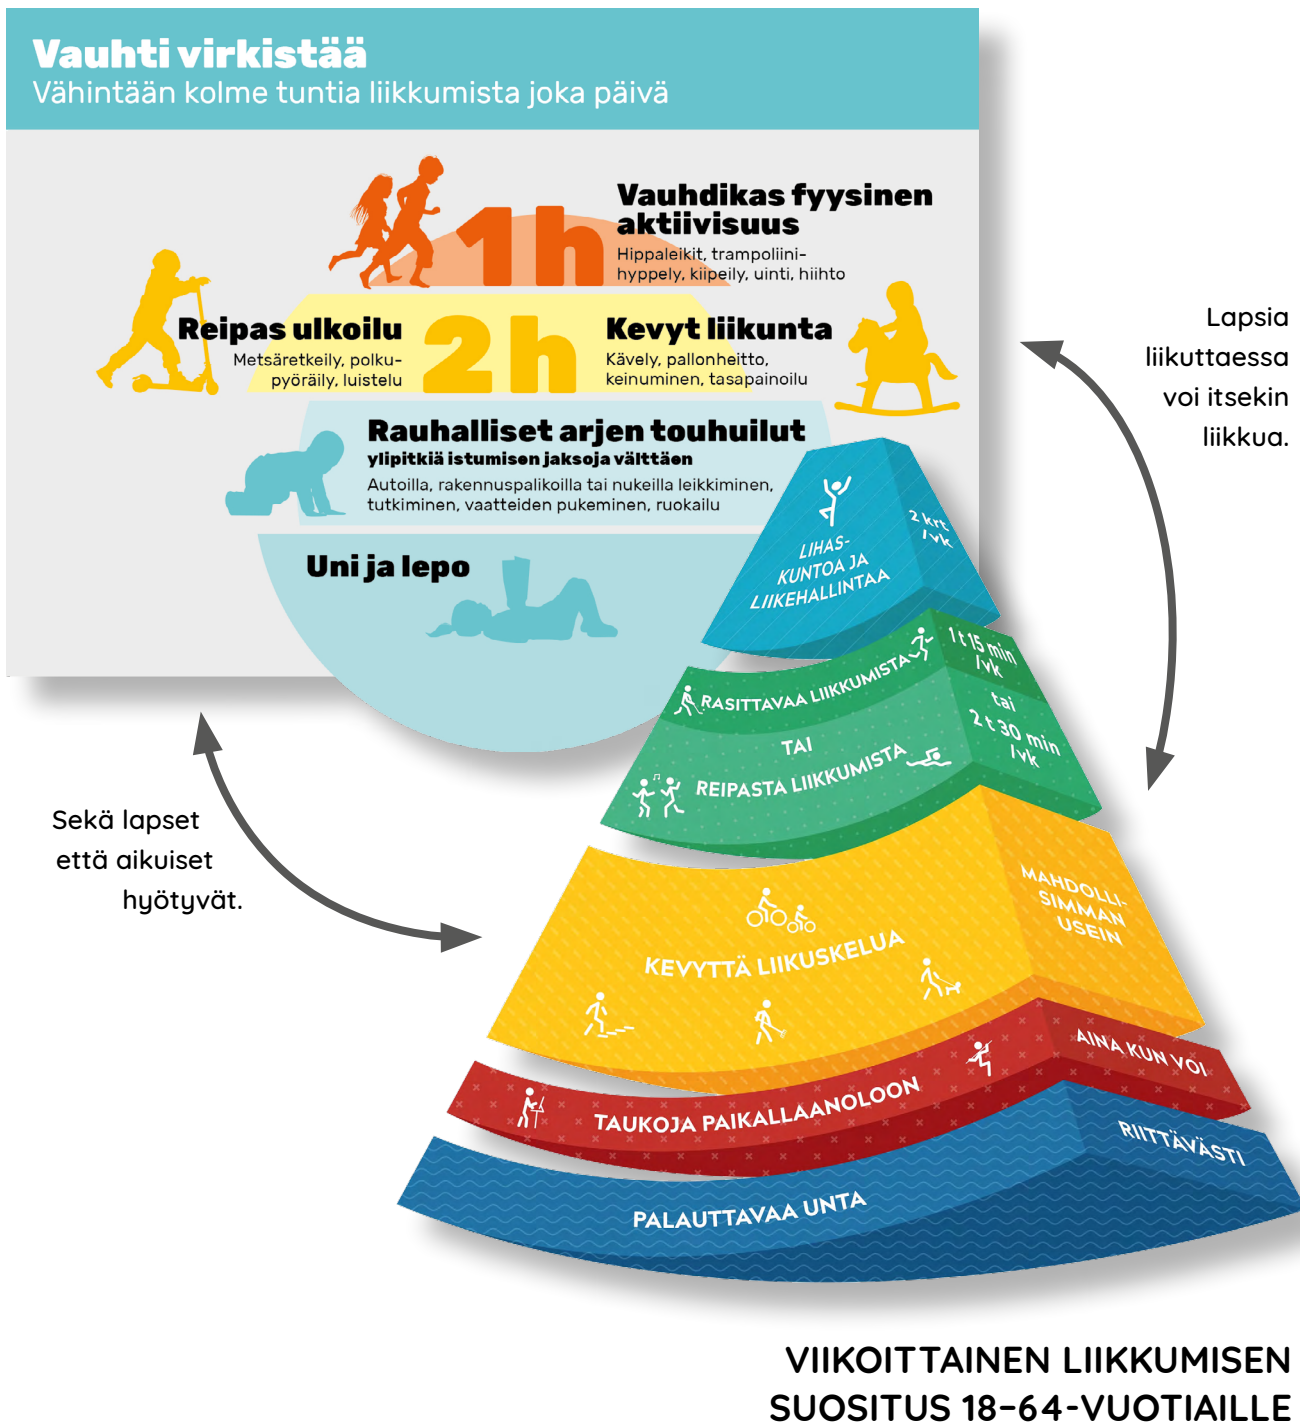 Vauhti virkistää
Vähintään kolme tuntia liikkumista joka päivä
1h
Vauhdikas fyysinen
aktiivisuus
Hippaleikit, trampoliini-
hyppely, kiipeily, uinti, hiihto
Reipas ulkoilu
Metsäretkeily, polku-
pyöräily, luistelu
2h
Kevyt liikunta
Kävely, pallonheitto,
keinuminen, tasapainoilu
Rauhalliset arjen touhuilut
ylipitkiä istumisen jaksoja välttäen
Autoilla, rakennuspalikoilla tai nukeilla leikkiminen,
tutkiminen, vaatteiden pukeminen, ruokailu
Uni ja lepo
Lapsia
liikuttaessa
voi itsekin
liikkua.
Sekä lapset
että aikuiset
hyötyvät.
LIHAS-
KUNTOA JA
LIIKEHALLINTAA
2 krt
/vk
RASITTAVAA LIIKKUMISTA
1 t 15 min
/vk
TAI
tai
REIPASTA LIIKKUMISTA
2 t 30 min
/vk
KEVYTTÄ LIIKUSKELUA
MAHDOLLI-
SIMMAN
USEIN
TAUKOJA PAIKALLAANOLOON
AINA KUN VOI
PALAUTTAVAA UNTA
RIITTÄVÄSTI
VIIKOITTAINEN LIIKKUMISEN
SUOSITUS 18–64-VUOTIAILLE